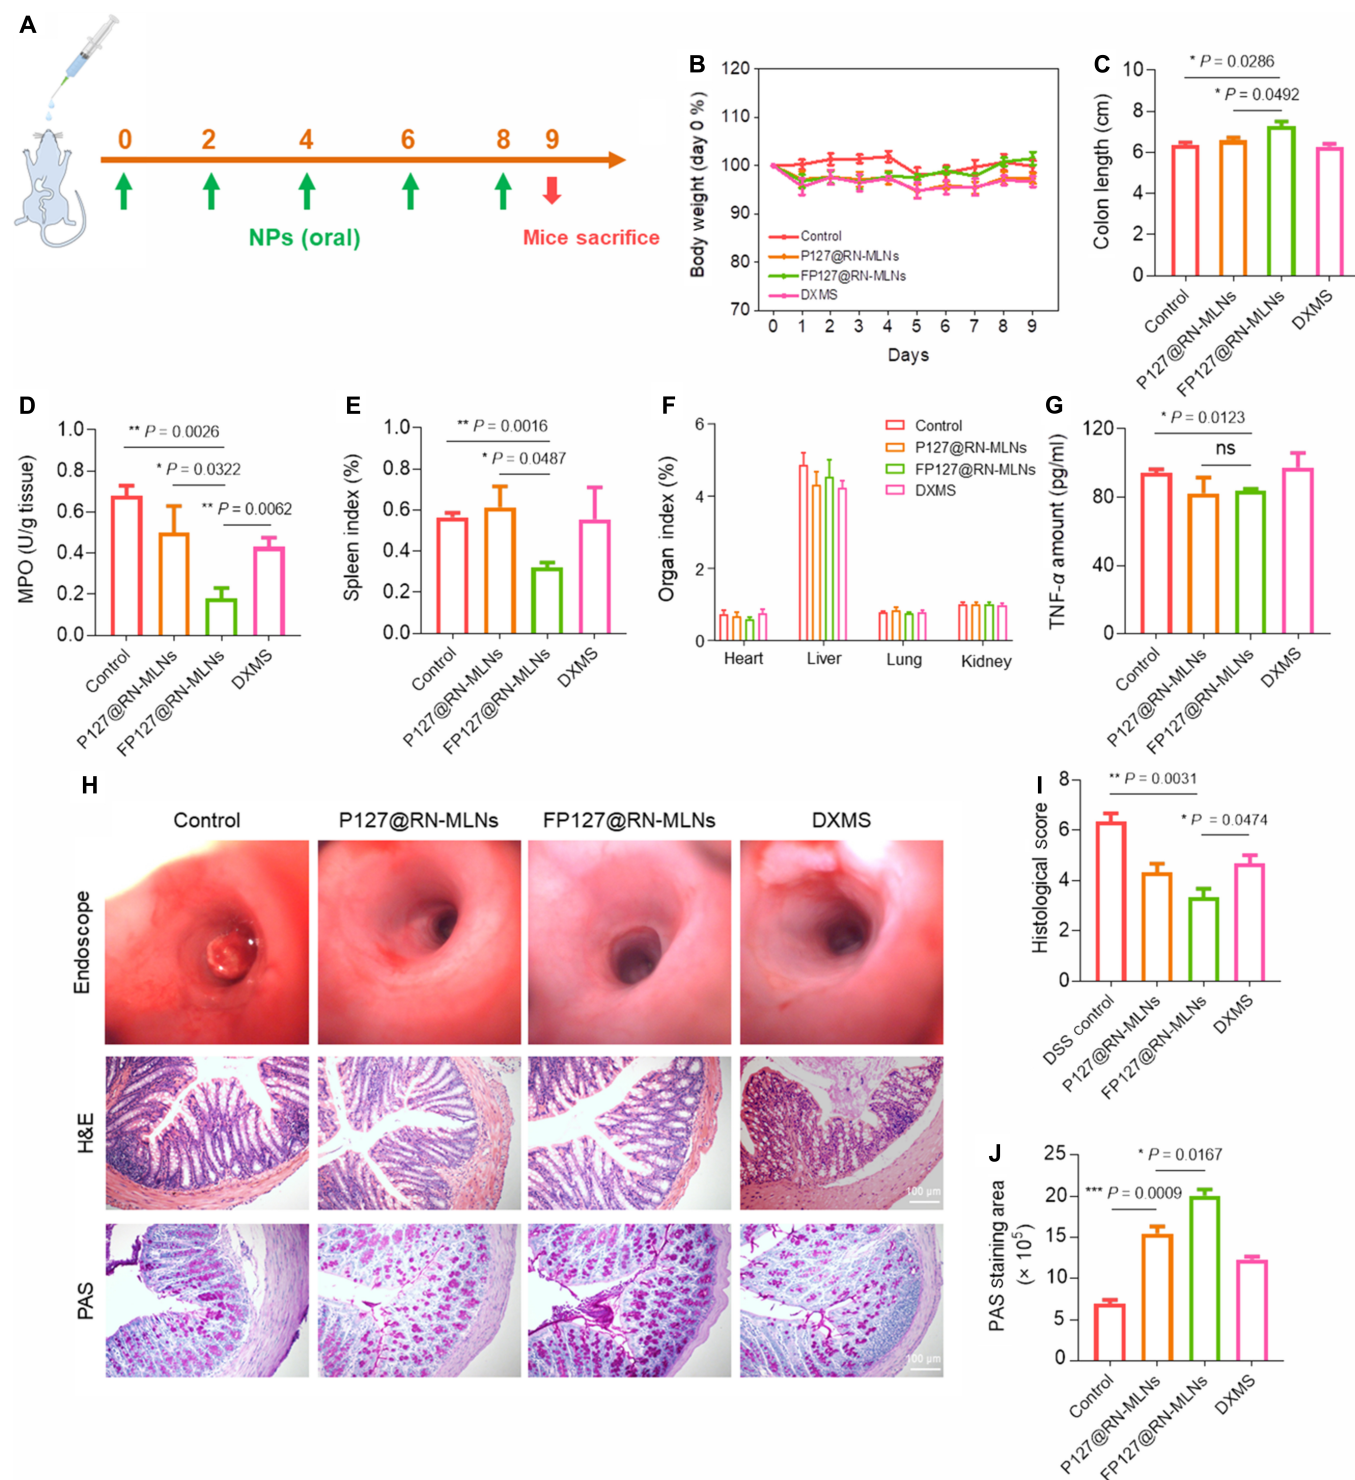 A
0 2 4 6 8 9
NPs (oral)
Mice sacrifice
B
Body weight (day 0 %)
120
110
100
90
80
70
Control
P127@RN-MLNs
FP127@RN-MLNs
DXMS
0 1 2 3 4 5 6 7 8 9
Days
C
* P = 0.0286
* P = 0.0492
Colon length (cm)
10
8
6
4
2
0
Control
P127@RN-MLNs
FP127@RN-MLNs
DXMS
D
** P = 0.0026
* P = 0.0322
** P = 0.0062
MPO (U/g tissue)
1.0
0.8
0.6
0.4
0.2
0.0
Control
P127@RN-MLNs
FP127@RN-MLNs
DXMS
E
** P = 0.0016
* P = 0.0487
Spleen index (%)
1.0
0.8
0.6
0.4
0.2
0.0
Control
P127@RN-MLNs
FP127@RN-MLNs
DXMS
F
Organ index (%)
6
4
2
0
Control
P127@RN-MLNs
FP127@RN-MLNs
DXMS
Heart Liver Lung Kidney
G
* P = 0.0123
ns
TNF-α amount (pg/ml)
120
80
40
0
Control
P127@RN-MLNs
FP127@RN-MLNs
DXMS
H
Control P127@RN-MLNs FP127@RN-MLNs DXMS
Endoscope
H&E
100 μm
PAS
100 μm
I
** P = 0.0031
* P = 0.0474
Histological score
8
6
4
2
0
DSS control
P127@RN-MLNs
FP127@RN-MLNs
DXMS
J
* P = 0.0167
*** P = 0.0009
PAS staining area
(× 10⁵)
25
20
15
10
5
0
Control
P127@RN-MLNs
FP127@RN-MLNs
DXMS